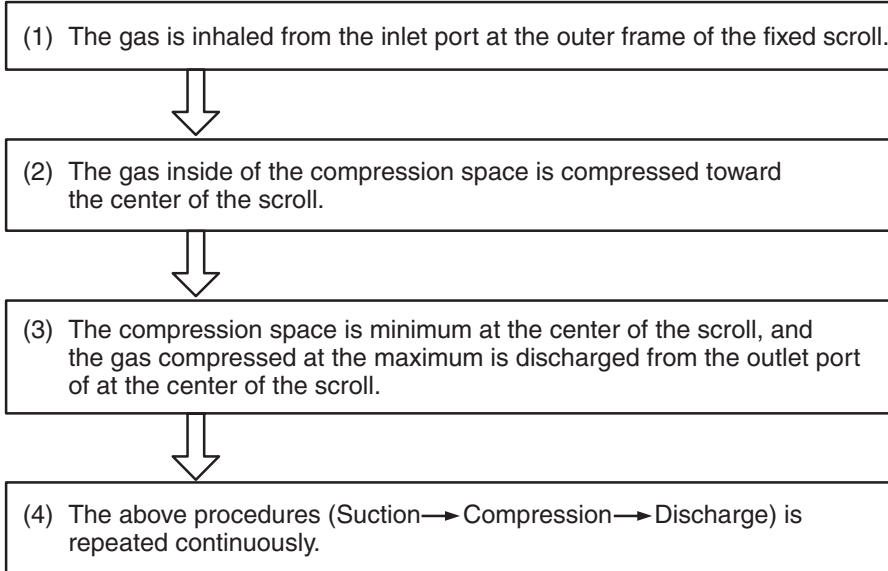 (1) The gas is inhaled from the inlet port at the outer frame of the fixed scroll.
(2) The gas inside of the compression space is compressed toward
the center of the scroll.
(3) The compression space is minimum at the center of the scroll, and
the gas compressed at the maximum is discharged from the outlet port
of at the center of the scroll.
(4) The above procedures (Suction→Compression→Discharge) is
repeated continuously.